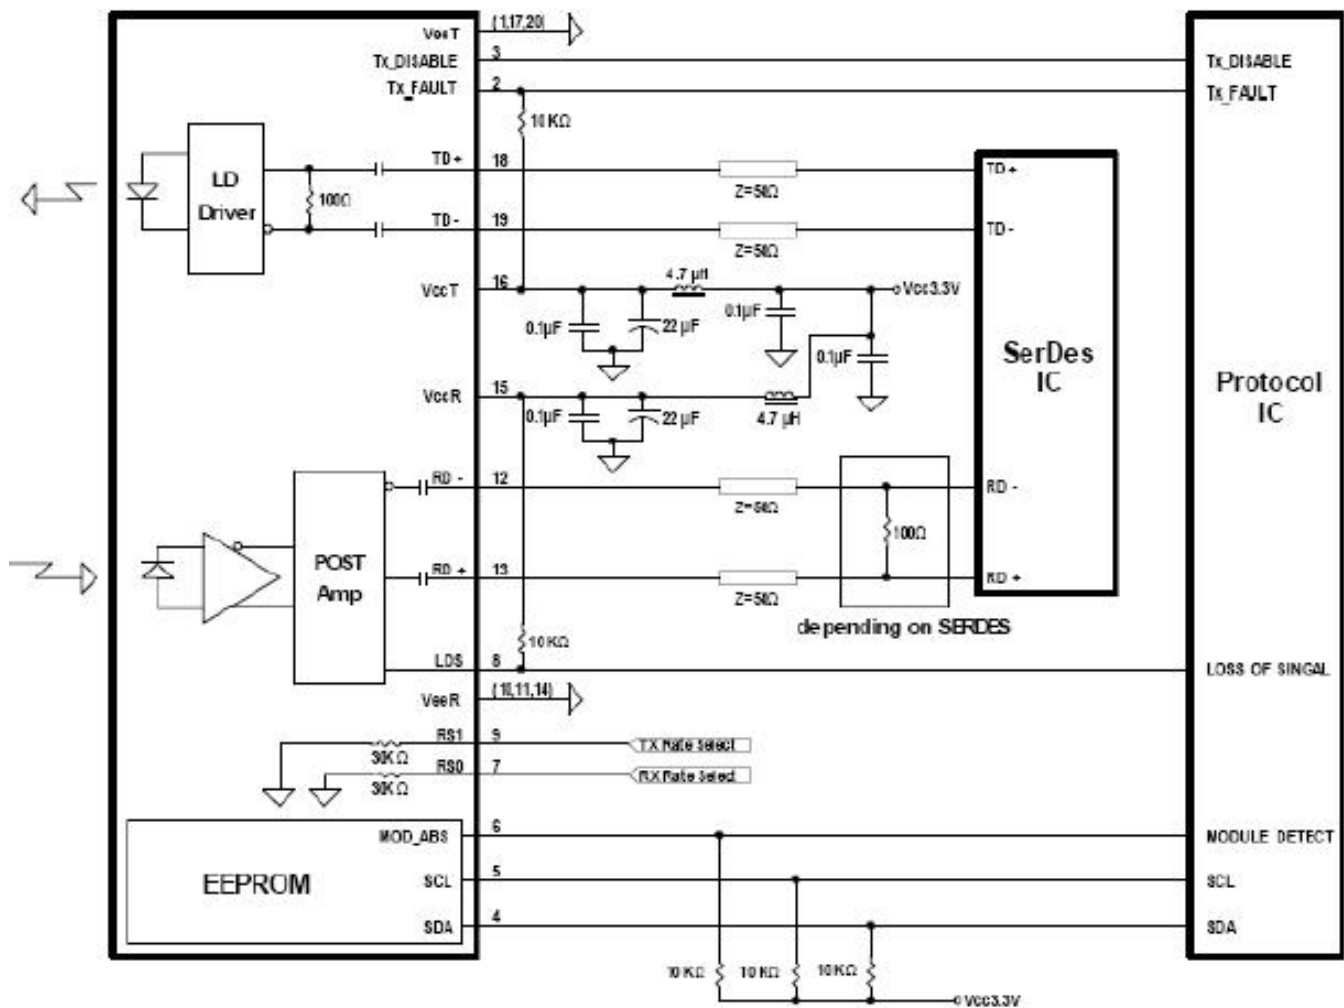 VeeT
(1,17,20)
Tx_DISABLE
3
Tx_DISABLE
Tx_FAULT
2
Tx_FAULT
10 KΩ
LD
Driver
100Ω
TD+
18
Z=50Ω
TD+
TD-
19
Z=50Ω
TD-
VccT
16
4.7 µH
Vcc3.3V
0.1µF
22 µF
0.1µF
0.1µF
SerDes
IC
Protocol
IC
VccR
15
0.1µF
22 µF
4.7 µH
POST
Amp
RD -
12
Z=50Ω
RD -
100Ω
RD +
13
Z=50Ω
RD +
depending on SERDES
10 KΩ
LOS
8
LOSS OF SINGAL
VeeR
(10,11,14)
RS1
9
TX Rate Select
30KΩ
RS0
7
RX Rate Select
30KΩ
EEPROM
MOD_ABS
6
MODULE DETECT
SCL
5
SCL
SDA
4
SDA
10 KΩ
10 KΩ
10 KΩ
Vcc3.3V